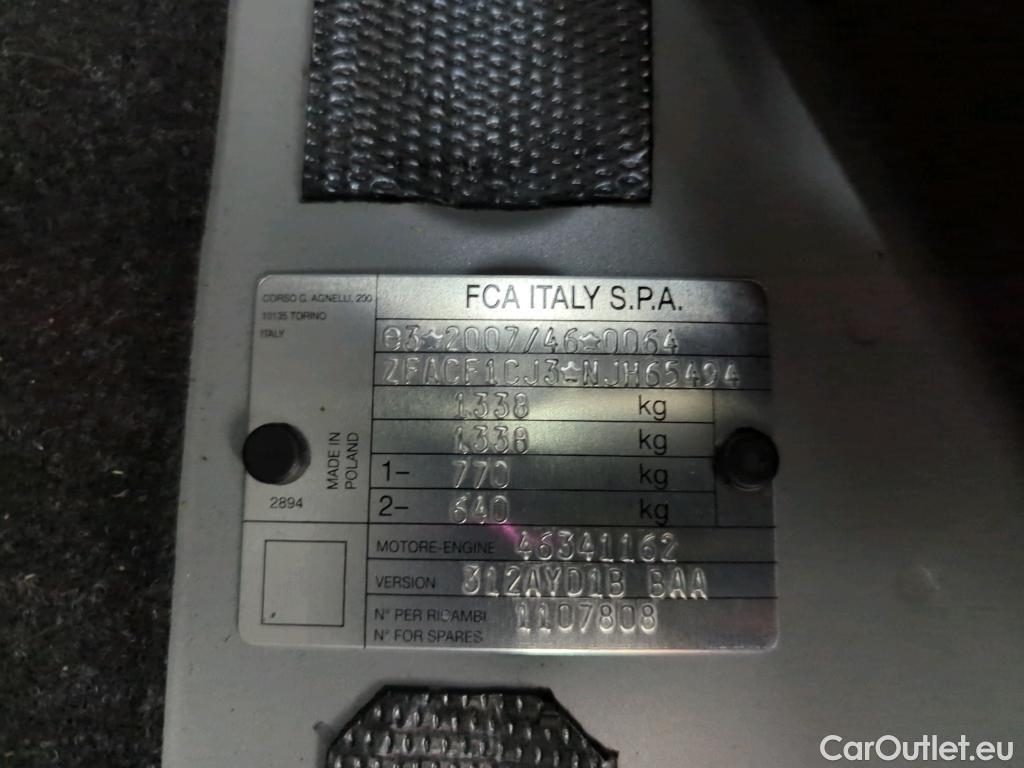 CORSO G. AGNELLI, 200
10135 TORINO
ITALY
FCA ITALY S.P.A.
e3*2007/46*0064
ZFACF1CJ3*NJH65494
1338 kg
1338 kg
1- 770 kg
2- 640 kg
MADE IN
POLAND
2894
MOTORE-ENGINE 46341162
VERSION 312AYD1B BAA
N° PER RICAMBI 1107808
N° FOR SPARES
CarOutlet.eu